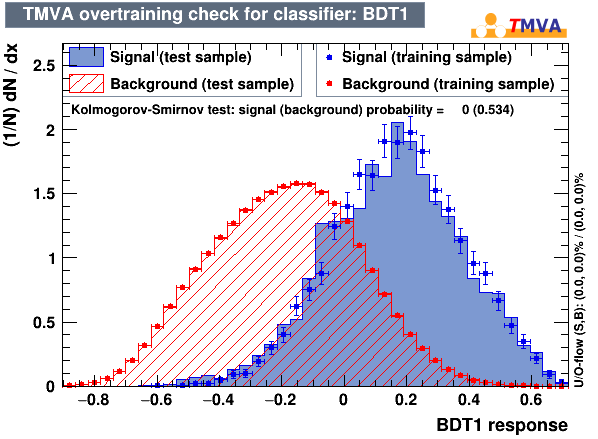 TMVA overtraining check for classifier: BDT1
TMVA
Signal (test sample)
Background (test sample)
Signal (training sample)
Background (training sample)
Kolmogorov-Smirnov test: signal (background) probability = 0 (0.534)
(1/N) dN / dx
2.5
2
1.5
1
0.5
0
−0.8 −0.6 −0.4 −0.2 0 0.2 0.4 0.6
BDT1 response
U/O-flow (S,B): (0.0, 0.0)% / (0.0, 0.0)%